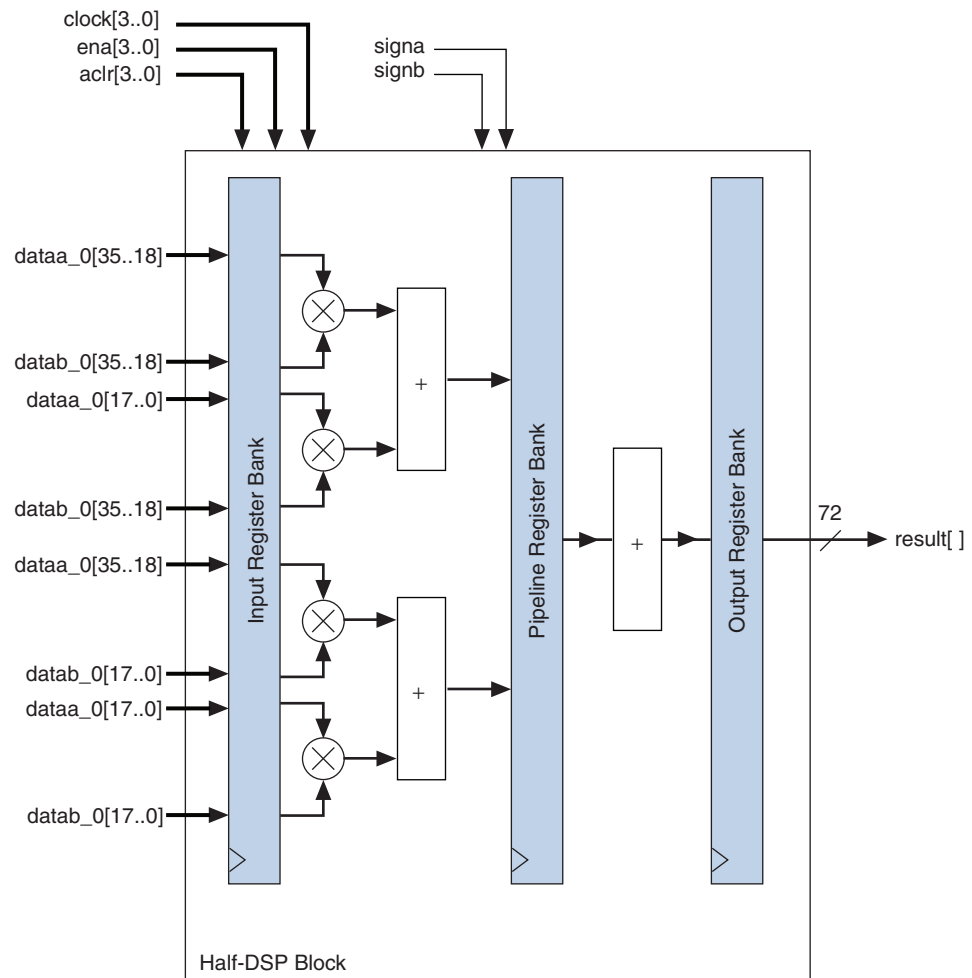 clock[3..0]
ena[3..0]
aclr[3..0]
signa
signb
dataa_0[35..18]
datab_0[35..18]
dataa_0[17..0]
datab_0[35..18]
dataa_0[35..18]
datab_0[17..0]
dataa_0[17..0]
datab_0[17..0]
Input Register Bank
+
+
Pipeline Register Bank
+
Output Register Bank
72
result[ ]
Half-DSP Block